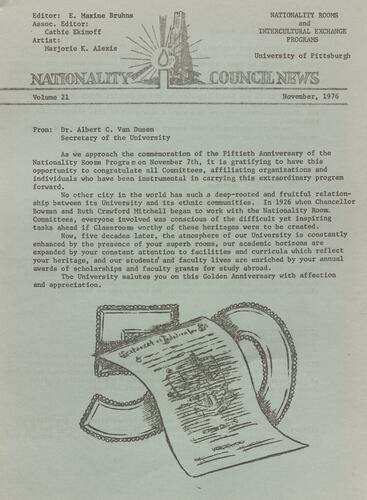 Editor: E. Maxine Bruhns
Assoc. Editor:
Cathie Ekimoff
Artist:
Marjorie K. Alexis
NATIONALITY ROOMS
and
INTERCULTURAL EXCHANGE
PROGRAMS
University of Pittsburgh
NATIONALITY COUNCIL NEWS
Volume 21
November, 1976
From: Dr. Albert C. Van Dusen
Secretary of the University
As we approach the commemoration of the Fiftieth Anniversary of the
Nationality Rooms Program on November 7th, it is gratifying to have this
opportunity to congratulate all Committees, affiliating organizations and
individuals who have been instrumental in carrying this extraordinary program
forward.
No other city in the world has such a deep-rooted and fruitful relation-
ship between its University and its ethnic communities. In 1926 when Chancellor
Bowman and Ruth Crawford Mitchell began to work with the Nationality Room
Committees, everyone involved was conscious of the difficult yet inspiring
tasks ahead if Classrooms worthy of these heritages were to be created.
Now, five decades later, the atmosphere of our University is constantly
enhanced by the presence of your superb rooms, our academic horizons are
expanded by your constant attention to facilities and curricula which reflect
your heritage, and our students' and faculty lives are enriched by your annual
awards of scholarships and faculty grants for study abroad.
The University salutes you on this Golden Anniversary with affection
and appreciation.